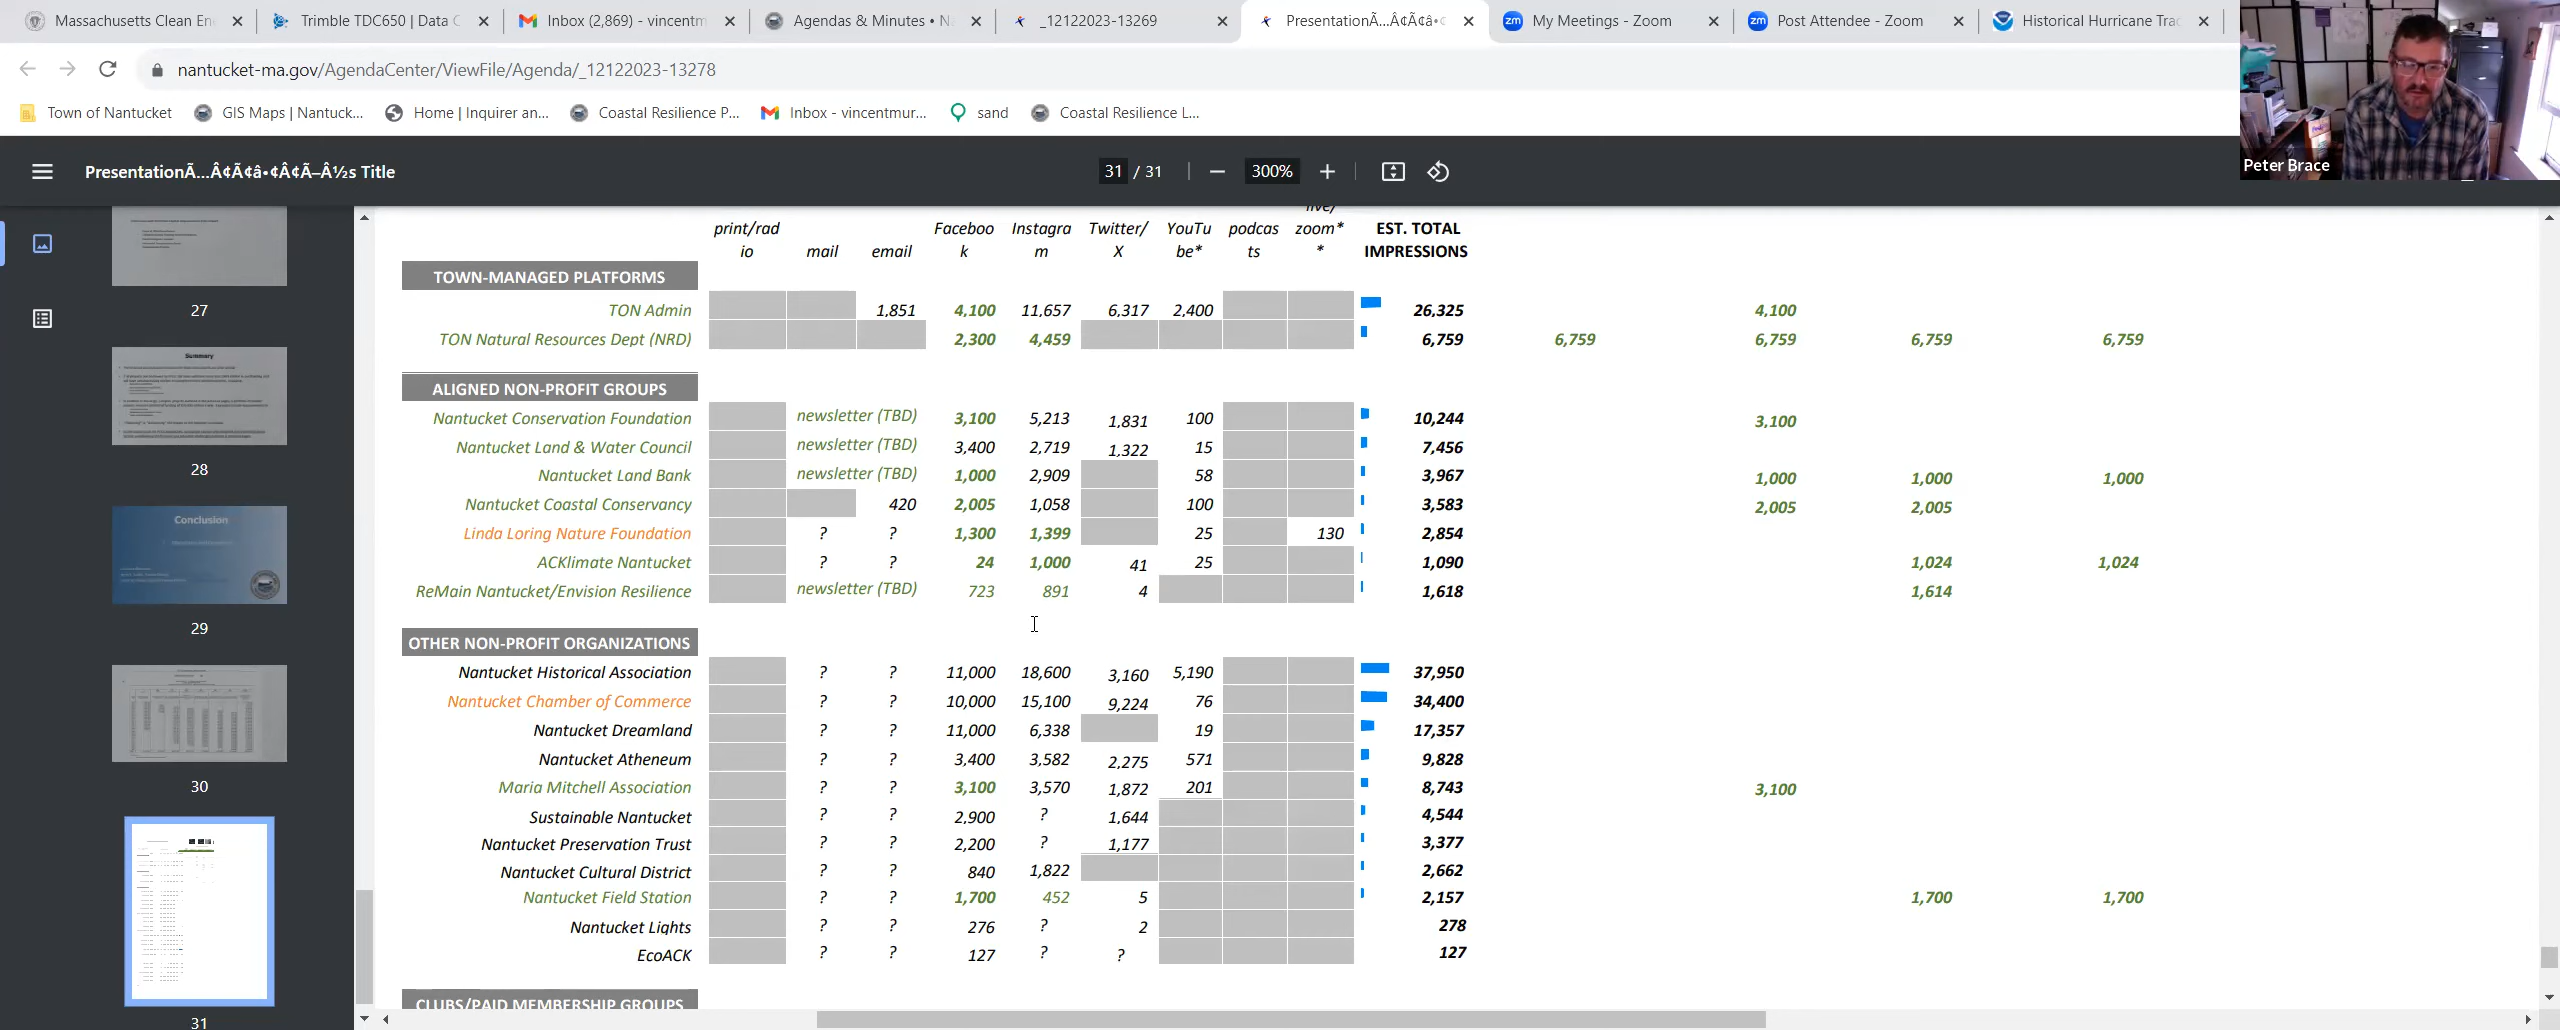 Massachusetts Clean En
Trimble TDC650 | Data C
Inbox (2,869) - vincentm
Agendas & Minutes • N
_12122023-13269
PresentationÃ…Â¢Ã¢â•¢
My Meetings - Zoom
Post Attendee - Zoom
Historical Hurricane Trac
nantucket-ma.gov/AgendaCenter/ViewFile/Agenda/_12122023-13278
Town of Nantucket
GIS Maps | Nantuck...
Home | Inquirer an...
Coastal Resilience P...
Inbox - vincentmur...
sand
Coastal Resilience L...
Peter Brace
PresentationÃ…Â¢Ã¢â•¢Â¢Ã–Â½s Title
31 / 31
300%
27
Summary
28
Conclusion
29
30
31
live/
print/rad Faceboo Instagra Twitter/ YouTu podcas zoom* EST. TOTAL
io mail email k m X be* ts * IMPRESSIONS
TOWN-MANAGED PLATFORMS
TON Admin 1,851 4,100 11,657 6,317 2,400 26,325 4,100
TON Natural Resources Dept (NRD) 2,300 4,459 6,759 6,759 6,759 6,759 6,759
ALIGNED NON-PROFIT GROUPS
Nantucket Conservation Foundation newsletter (TBD) 3,100 5,213 1,831 100 10,244 3,100
Nantucket Land & Water Council newsletter (TBD) 3,400 2,719 1,322 15 7,456
Nantucket Land Bank newsletter (TBD) 1,000 2,909 58 3,967 1,000 1,000 1,000
Nantucket Coastal Conservancy 420 2,005 1,058 100 3,583 2,005 2,005
Linda Loring Nature Foundation ? ? 1,300 1,399 25 130 2,854
ACKlimate Nantucket ? ? 24 1,000 41 25 1,090 1,024 1,024
ReMain Nantucket/Envision Resilience newsletter (TBD) 723 891 4 1,618 1,614
OTHER NON-PROFIT ORGANIZATIONS
Nantucket Historical Association ? ? 11,000 18,600 3,160 5,190 37,950
Nantucket Chamber of Commerce ? ? 10,000 15,100 9,224 76 34,400
Nantucket Dreamland ? ? 11,000 6,338 19 17,357
Nantucket Atheneum ? ? 3,400 3,582 2,275 571 9,828
Maria Mitchell Association ? ? 3,100 3,570 1,872 201 8,743 3,100
Sustainable Nantucket ? ? 2,900 ? 1,644 4,544
Nantucket Preservation Trust ? ? 2,200 ? 1,177 3,377
Nantucket Cultural District ? ? 840 1,822 2,662
Nantucket Field Station ? ? 1,700 452 5 2,157 1,700 1,700
Nantucket Lights ? ? 276 ? 2 278
EcoACK ? ? 127 ? ? 127
CLUBS/PAID MEMBERSHIP GROUPS